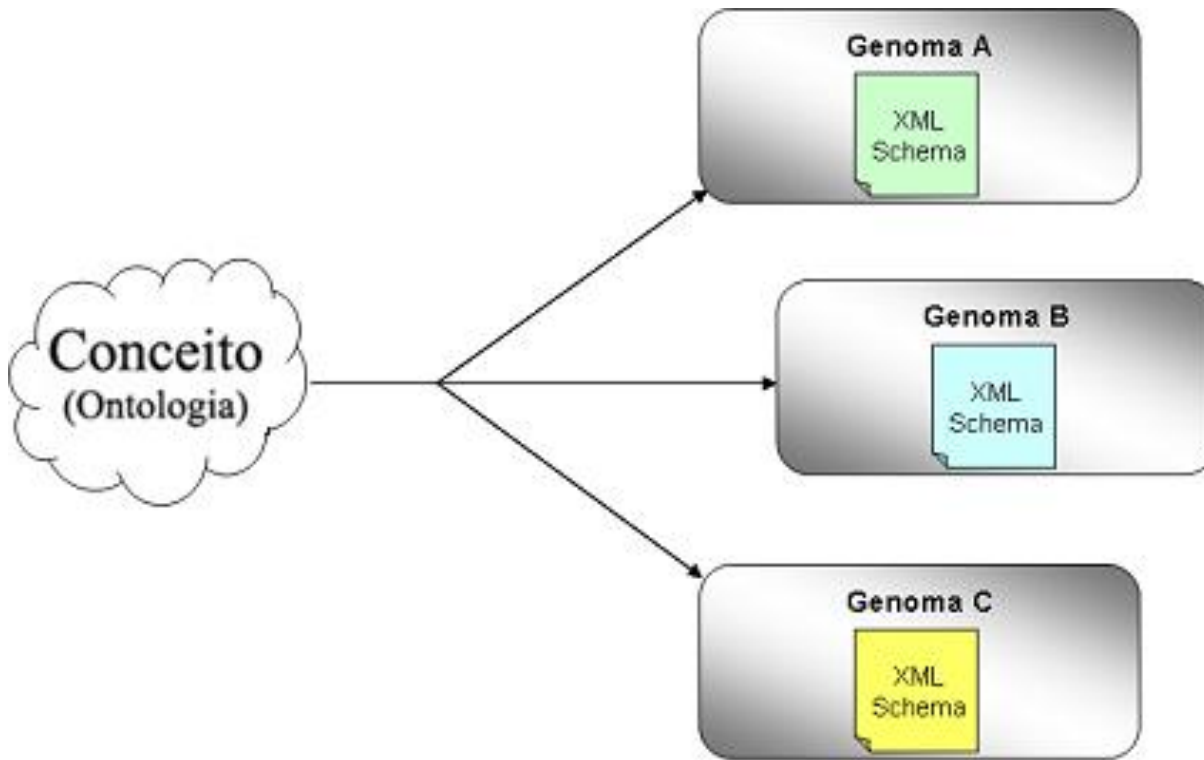 Genoma A
XML
Schema
Conceito
(Ontologia)
Genoma B
XML
Schema
Genoma C
XML
Schema